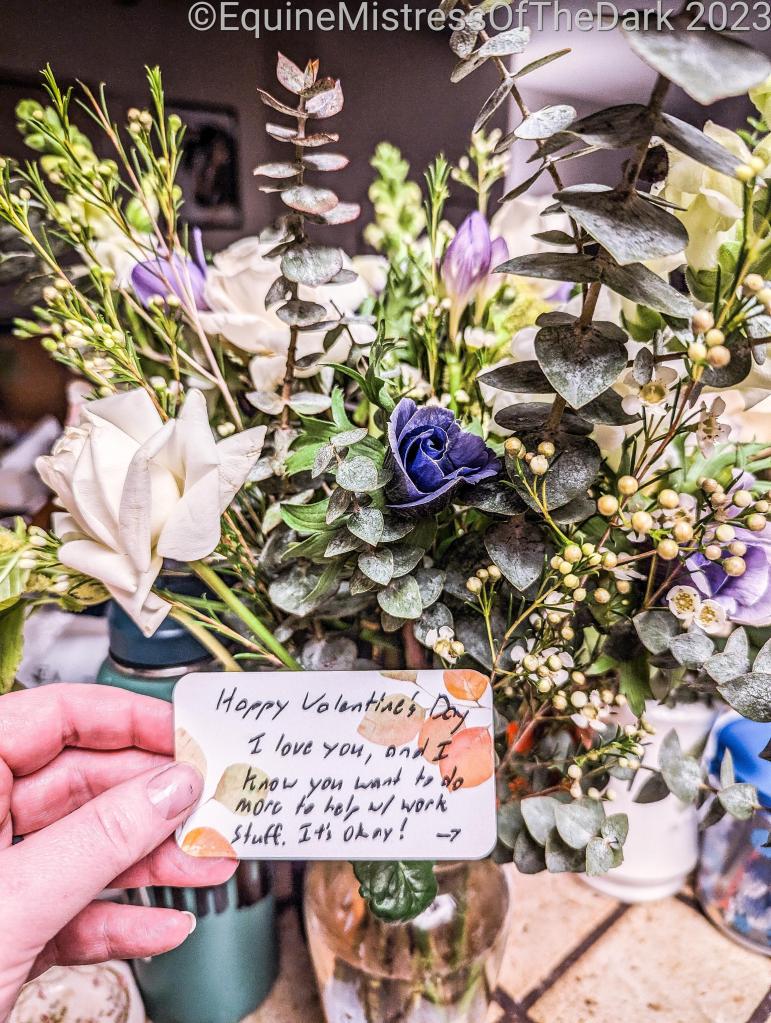 ©EquineMistressOfTheDark 2023
Happy Valentine's Day
I love you, and I
know you want to do
more to help w/ work
stuff. It's okay! →